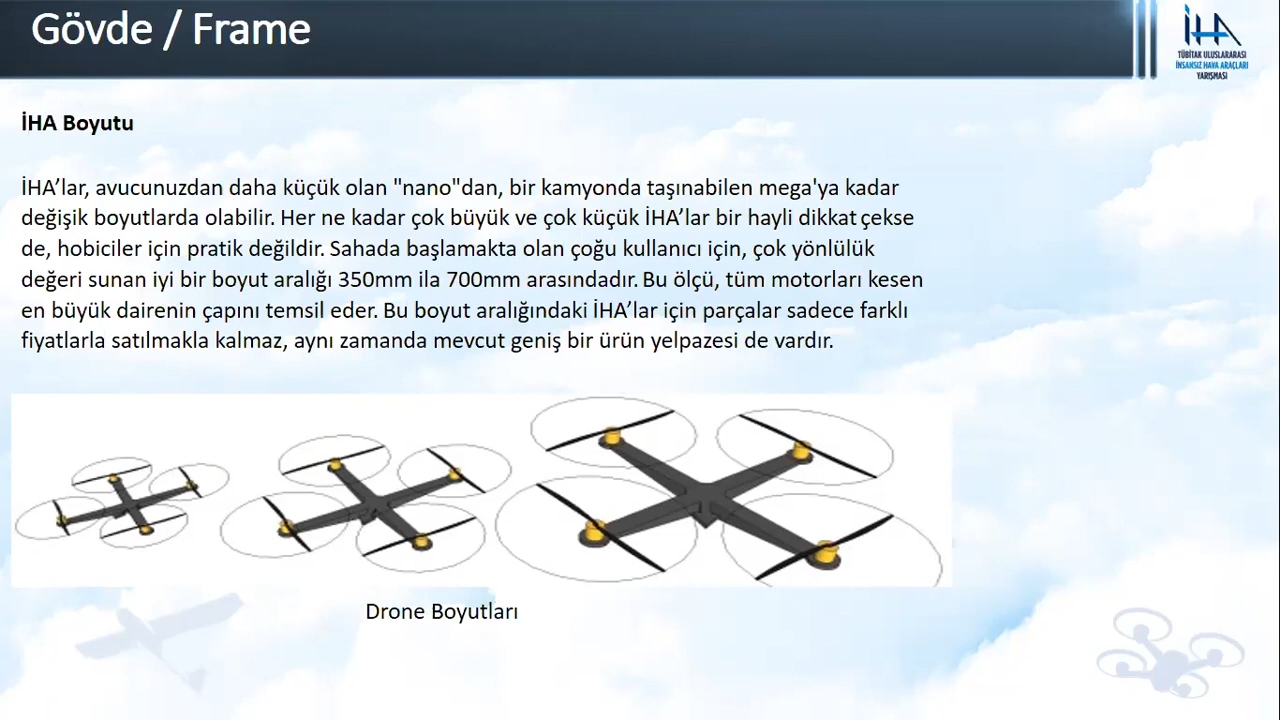 Gövde / Frame
İHA
TÜBİTAK ULUSLARARASI
İNSANSIZ HAVA ARAÇLARI
YARIŞMASI
İHA Boyutu
İHA’lar, avucunuzdan daha küçük olan "nano"dan, bir kamyonda taşınabilen mega'ya kadar
değişik boyutlarda olabilir. Her ne kadar çok büyük ve çok küçük İHA’lar bir hayli dikkat çekse
de, hobiciler için pratik değildir. Sahada başlamakta olan çoğu kullanıcı için, çok yönlülük
değeri sunan iyi bir boyut aralığı 350mm ila 700mm arasındadır. Bu ölçü, tüm motorları kesen
en büyük dairenin çapını temsil eder. Bu boyut aralığındaki İHA’lar için parçalar sadece farklı
fiyatlarla satılmakla kalmaz, aynı zamanda mevcut geniş bir ürün yelpazesi de vardır.
Drone Boyutları